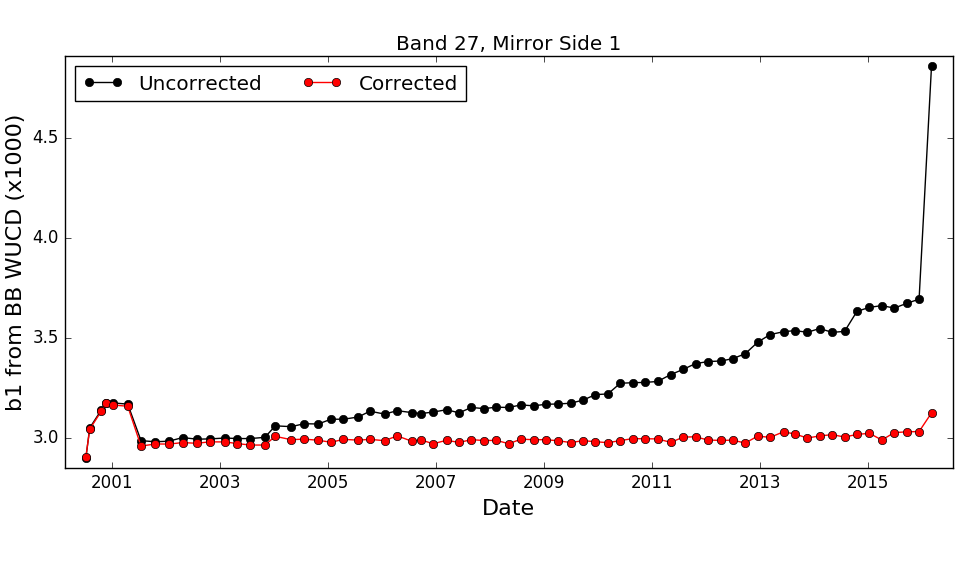 Band 27, Mirror Side 1
Uncorrected
Corrected
b1 from BB WUCD (x1000)
4.5
4.0
3.5
3.0
2001
2003
2005
2007
2009
2011
2013
2015
Date